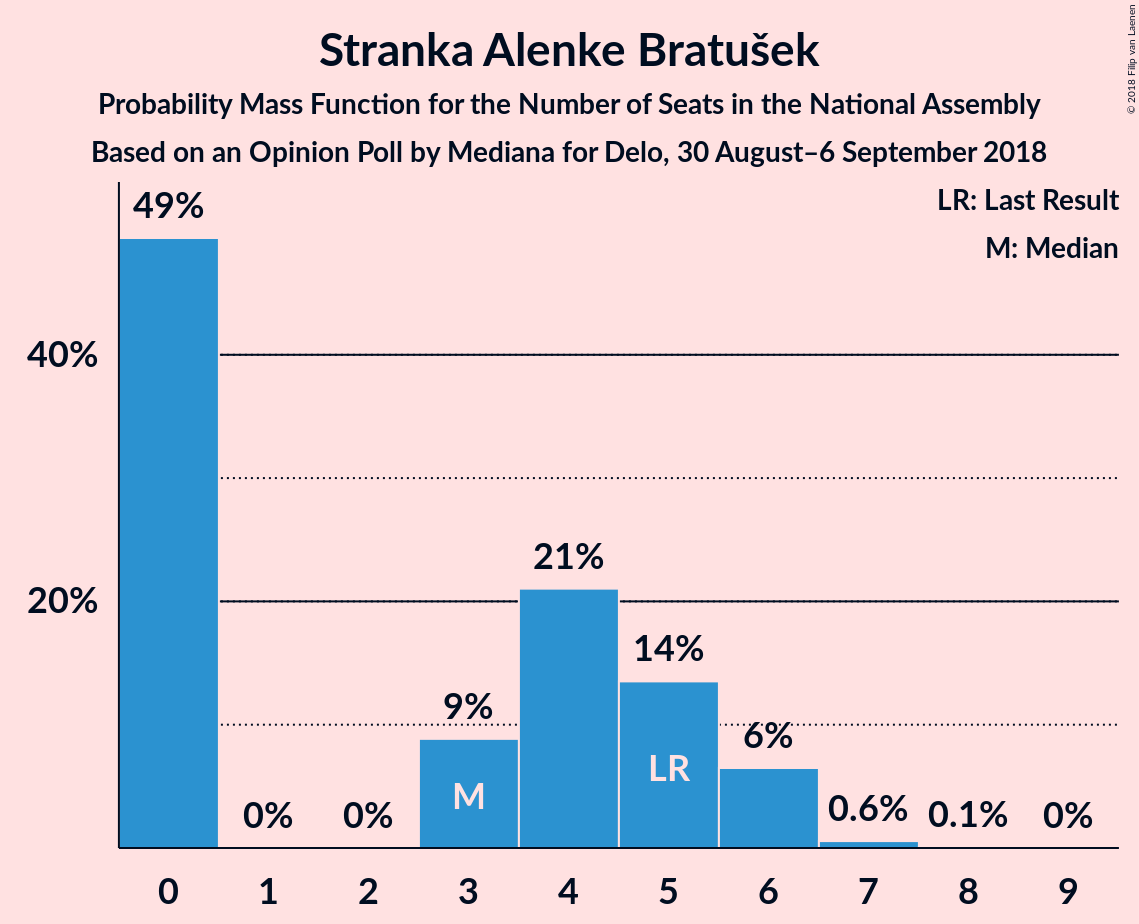 Stranka Alenke Bratušek
Probability Mass Function for the Number of Seats in the National Assembly
Based on an Opinion Poll by Mediana for Delo, 30 August–6 September 2018
© 2018 Filip van Laenen
LR: Last Result
M: Median
49%
40%
21%
20%
14%
9%
6%
LR
M
0%
0%
0.6%
0.1%
0%
0 1 2 3 4 5 6 7 8 9